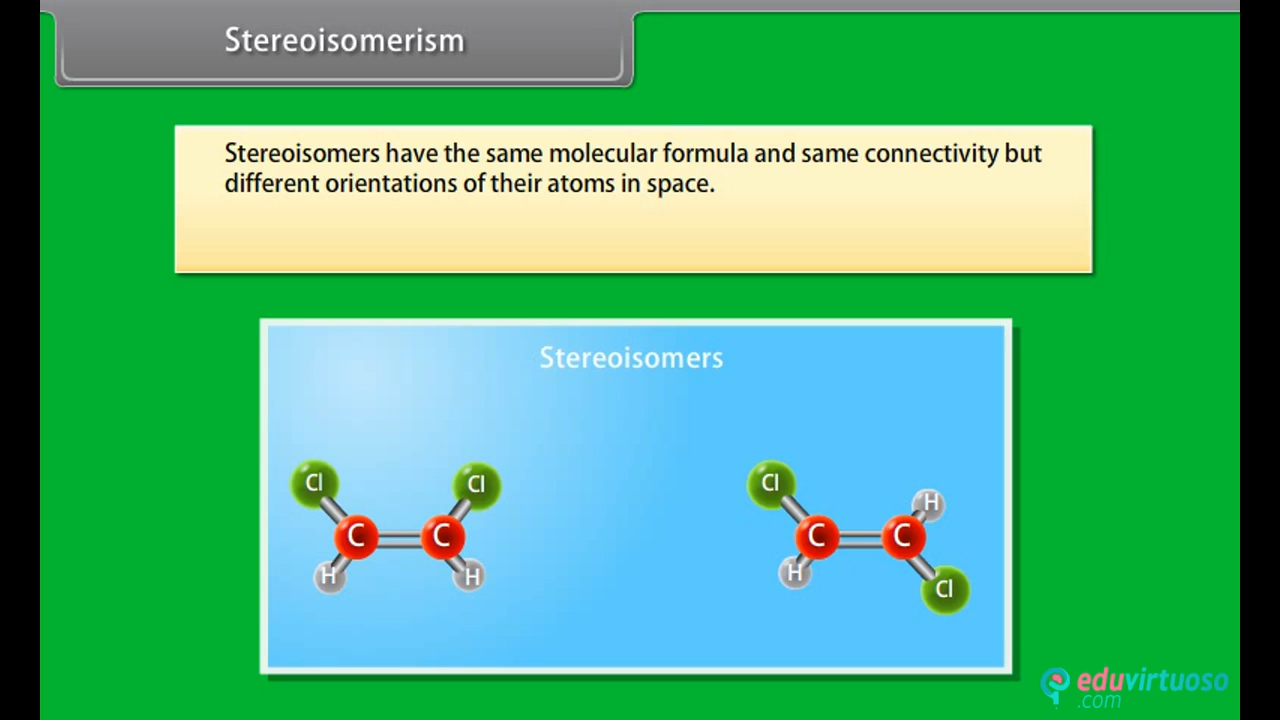 Stereoisomerism
Stereoisomers have the same molecular formula and same connectivity but
different orientations of their atoms in space.
Stereoisomers
Cl Cl
C C
H H
Cl H
C C
H Cl
eduvirtuoso
.com